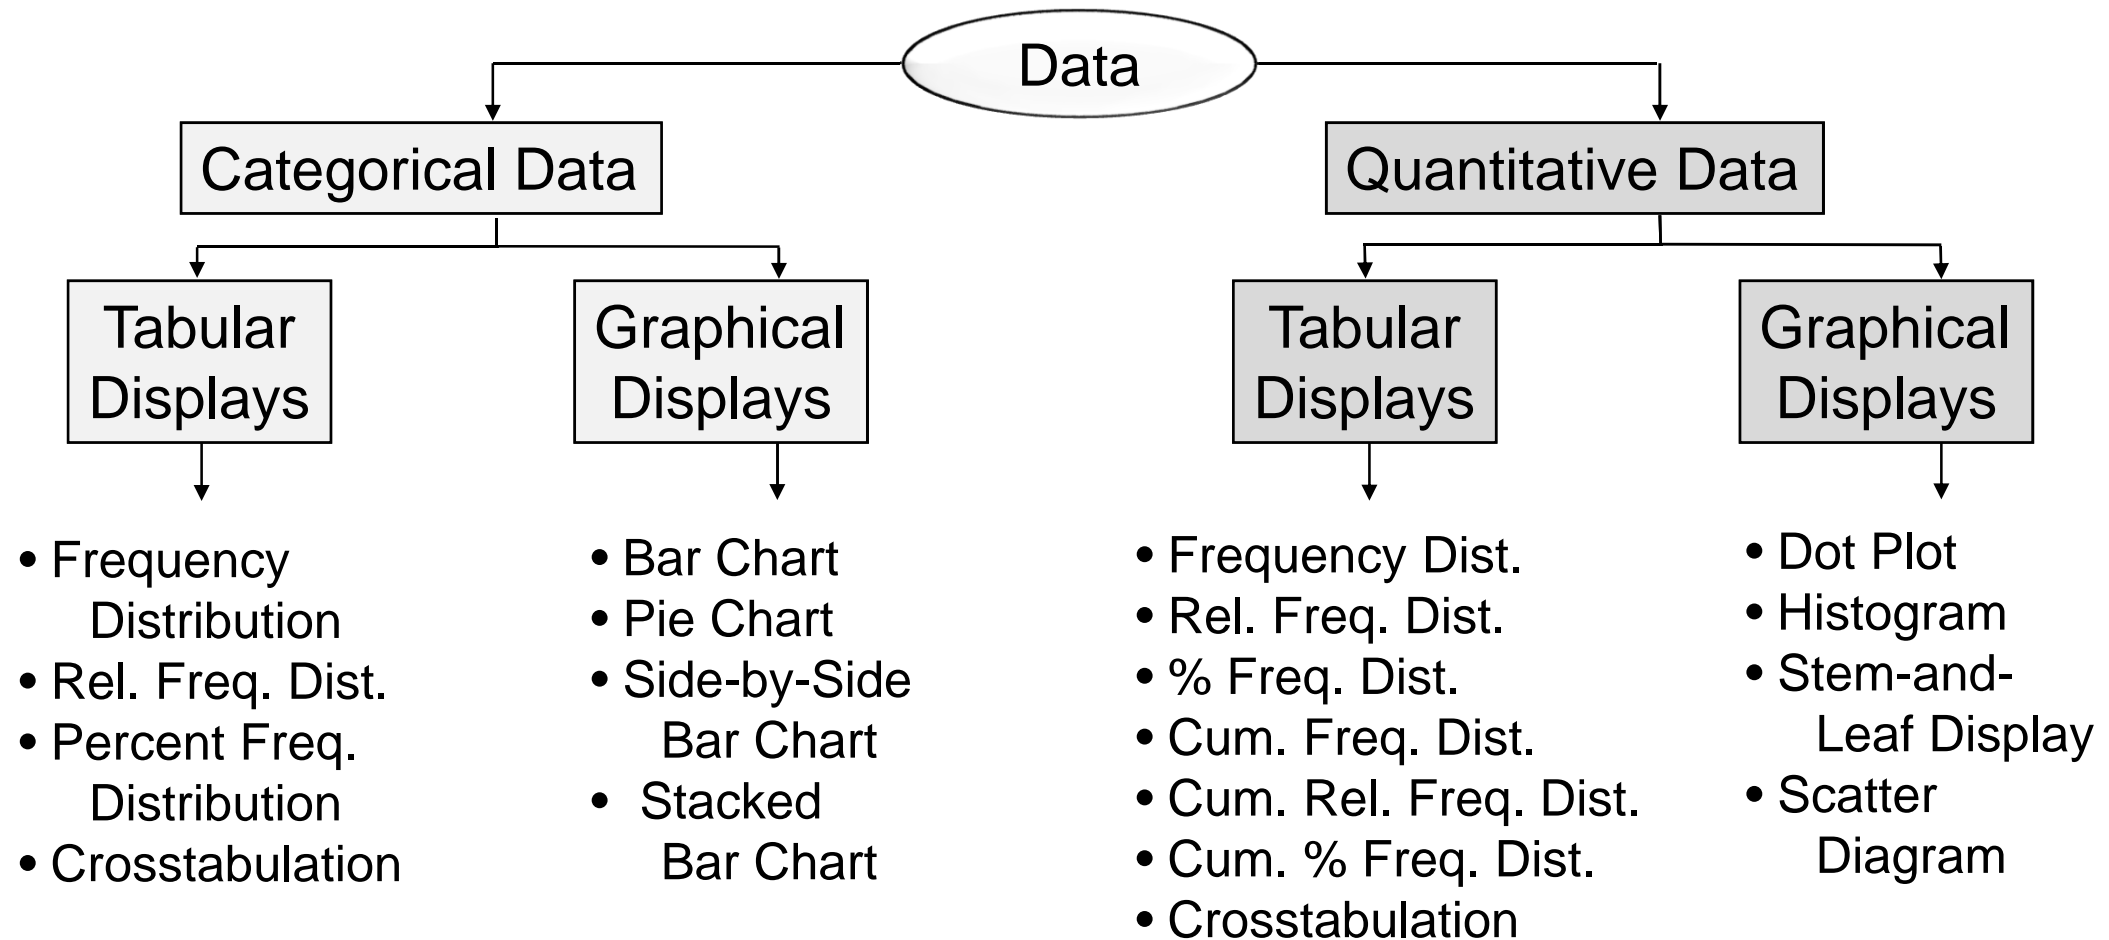 Data
Categorical Data
Quantitative Data
Tabular
Displays
Graphical
Displays
Tabular
Displays
Graphical
Displays
• Frequency
Distribution
• Rel. Freq. Dist.
• Percent Freq.
Distribution
• Crosstabulation
• Bar Chart
• Pie Chart
• Side-by-Side
Bar Chart
• Stacked
Bar Chart
• Frequency Dist.
• Rel. Freq. Dist.
• % Freq. Dist.
• Cum. Freq. Dist.
• Cum. Rel. Freq. Dist.
• Cum. % Freq. Dist.
• Crosstabulation
• Dot Plot
• Histogram
• Stem-and-
Leaf Display
• Scatter
Diagram